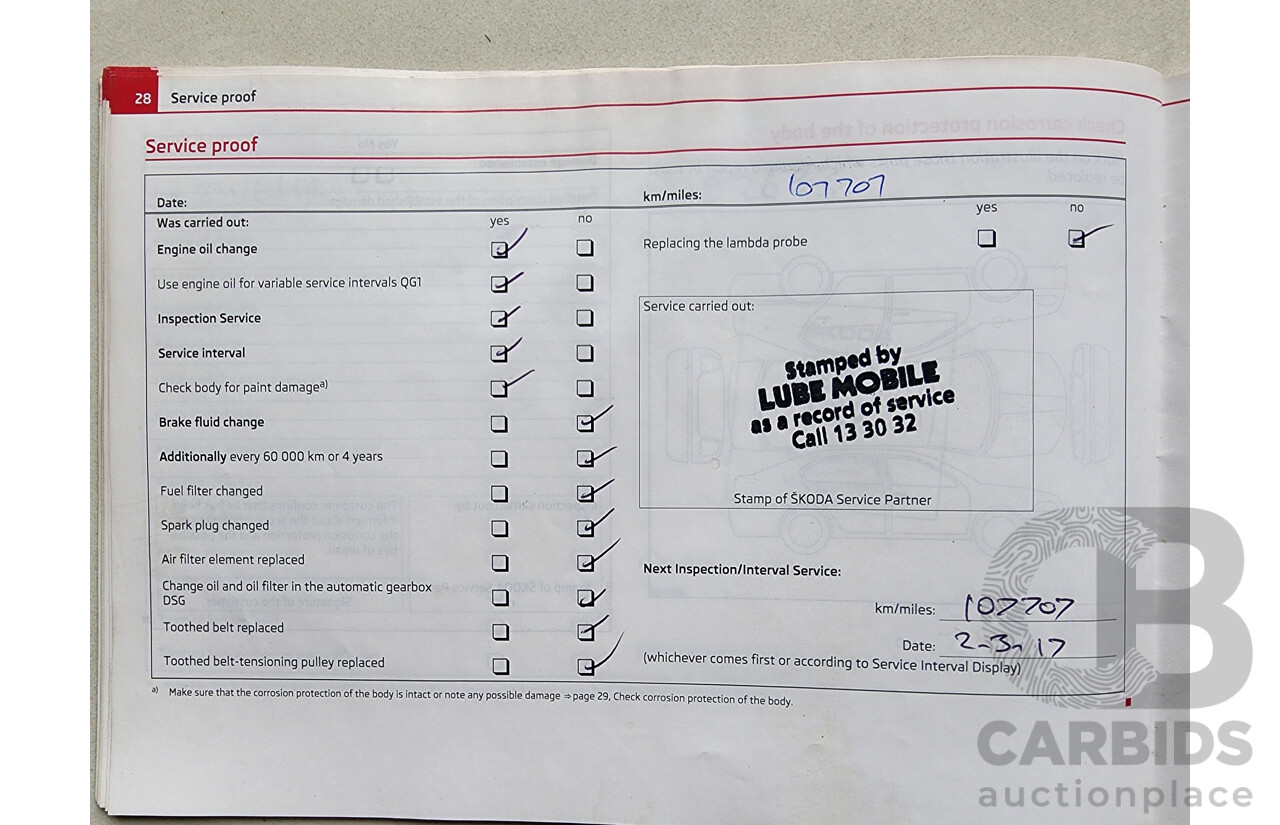 28 Service proof
Service proof
Date:
km/miles: 107707
Was carried out: yes no
yes no
Engine oil change
Replacing the lambda probe
Use engine oil for variable service intervals QG1
Inspection Service
Service carried out:
Service interval
Stamped by
LUBE MOBILE
as a record of service
Call 13 30 32
Check body for paint damagea)
Brake fluid change
Additionally every 60 000 km or 4 years
Fuel filter changed
Stamp of ŠKODA Service Partner
Spark plug changed
Air filter element replaced
Next Inspection/Interval Service:
Change oil and oil filter in the automatic gearbox
DSG
km/miles: 107707
Toothed belt replaced
Date: 2-3-17
Toothed belt-tensioning pulley replaced
(whichever comes first or according to Service Interval Display)
a) Make sure that the corrosion protection of the body is intact or note any possible damage ⇒ page 29, Check corrosion protection of the body.
CB
CARBIDS
auctionplace